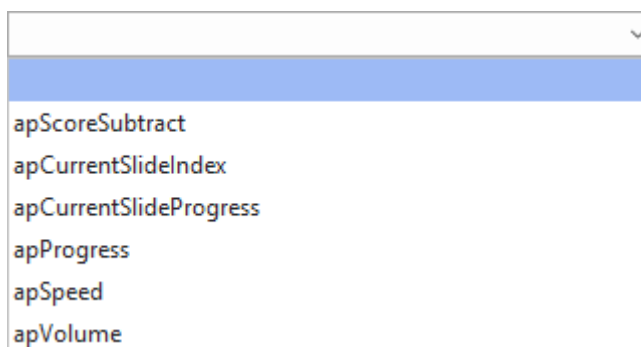 apScoreSubtract
apCurrentSlideIndex
apCurrentSlideProgress
apProgress
apSpeed
apVolume